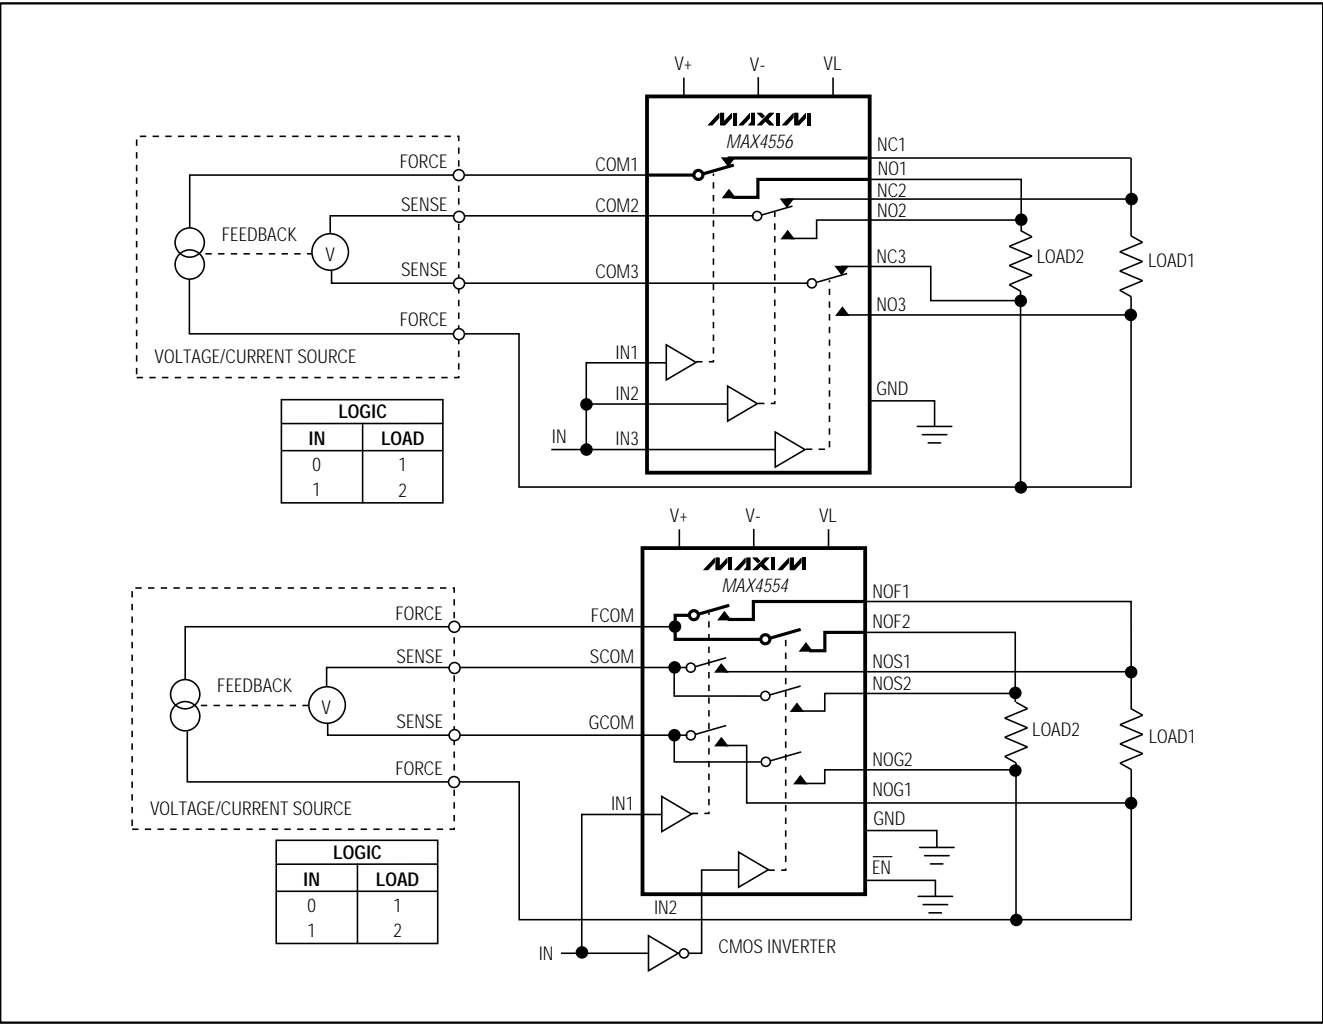 V+ V- VL
MAXIM
MAX4556
FORCE COM1 NC1
NO1
SENSE COM2 NC2
NO2
FEEDBACK V
SENSE COM3 NC3
NO3
LOAD2 LOAD1
FORCE
VOLTAGE/CURRENT SOURCE
IN1
IN2
IN IN3
GND
LOGIC
IN LOAD
0 1
1 2
V+ V- VL
MAXIM
MAX4554
FORCE FCOM NOF1
NOF2
SENSE SCOM NOS1
NOS2
FEEDBACK V
SENSE GCOM
LOAD2 LOAD1
NOG2
FORCE NOG1
VOLTAGE/CURRENT SOURCE
IN1 GND
EN
IN2
LOGIC
IN LOAD
0 1
1 2
IN CMOS INVERTER